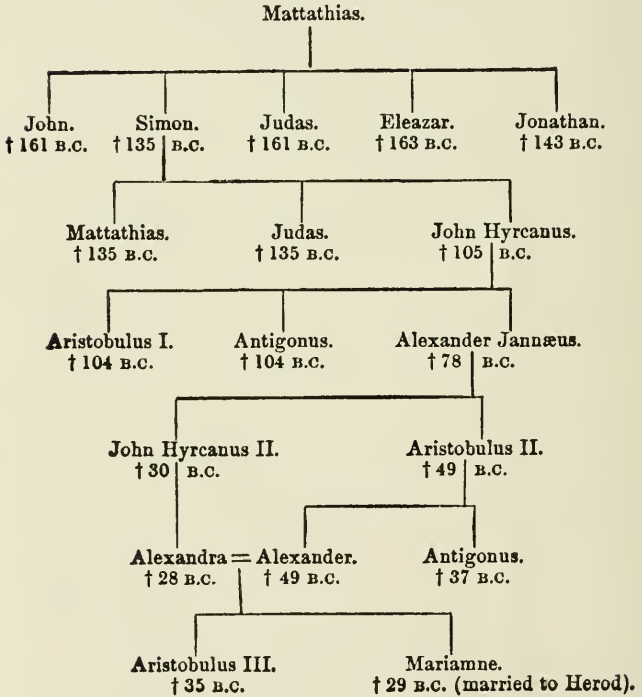 Mattathias.
John. Simon. Judas. Eleazar. Jonathan.
† 161 B.C. † 135 B.C. † 161 B.C. † 163 B.C. † 143 B.C.
Mattathias. Judas. John Hyrcanus.
† 135 B.C. † 135 B.C. † 105 B.C.
Aristobulus I. Antigonus. Alexander Jannæus.
† 104 B.C. † 104 B.C. † 78 B.C.
John Hyrcanus II. Aristobulus II.
† 30 B.C. † 49 B.C.
Alexandra = Alexander. Antigonus.
† 28 B.C. † 49 B.C. † 37 B.C.
Aristobulus III. Mariamne.
† 35 B.C. † 29 B.C. (married to Herod).